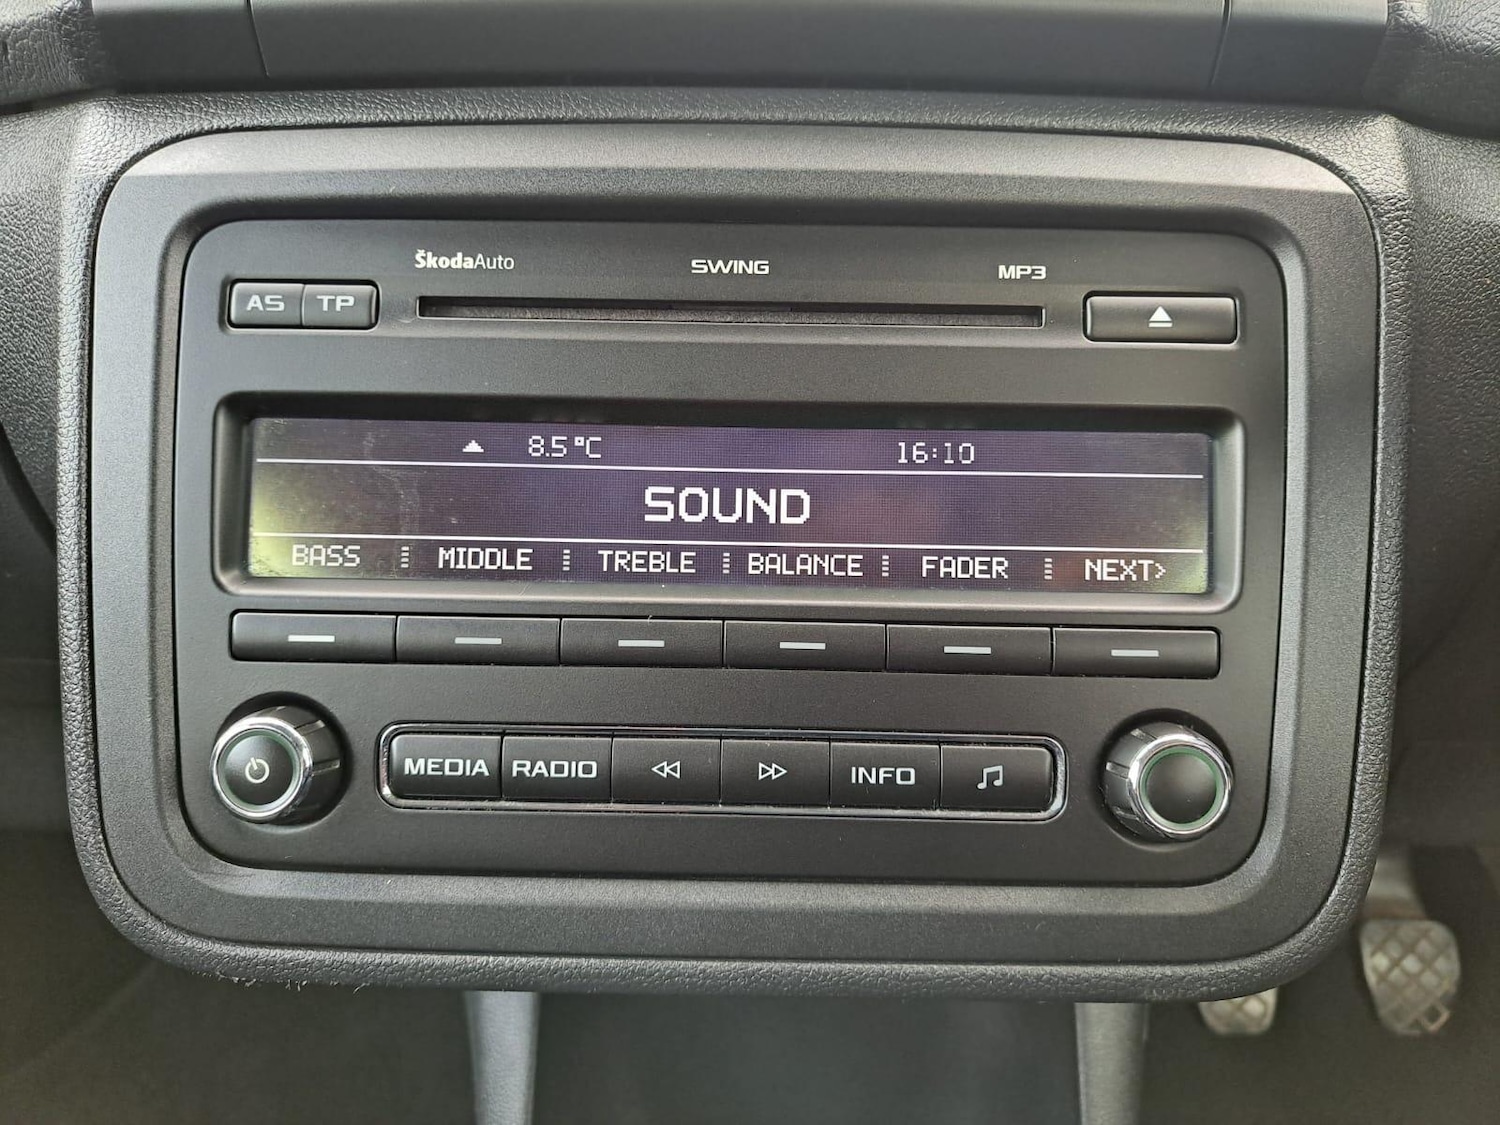 ŠkodaAuto SWING MP3
AS TP
8.5°C 16:10
SOUND
BASS MIDDLE TREBLE BALANCE FADER NEXT>
MEDIA RADIO INFO